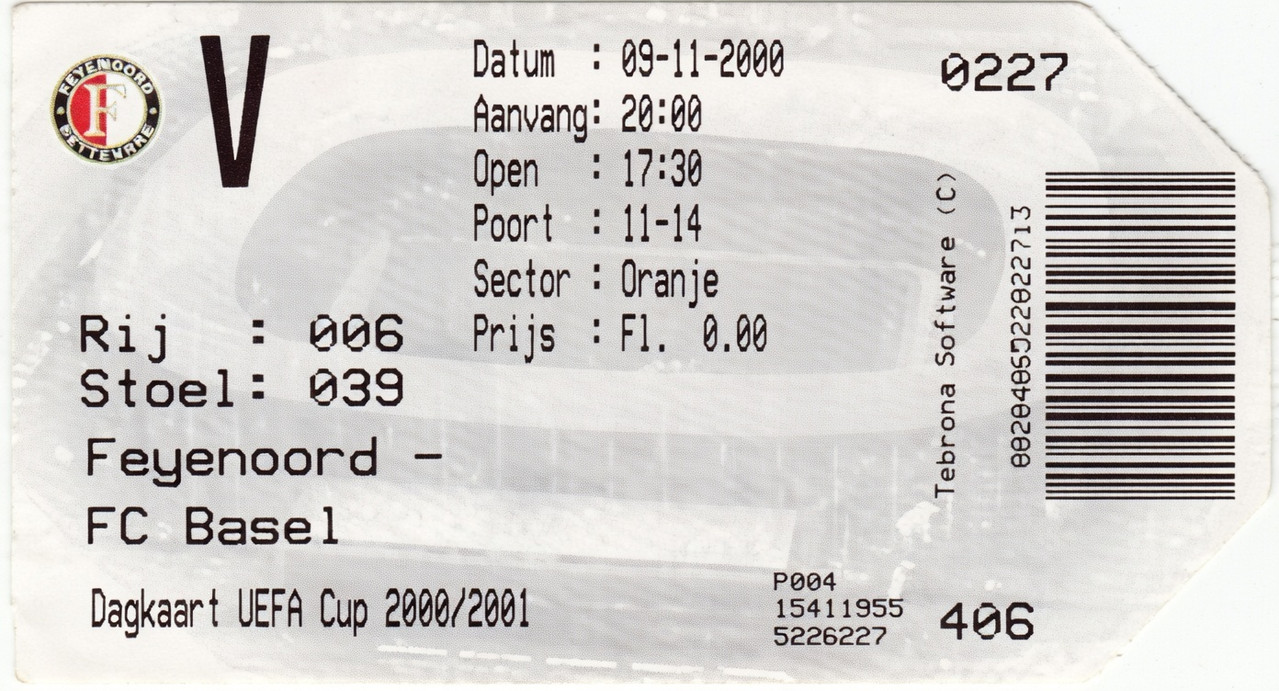 FEYENOORD
F
BETTEWARE
V
Datum : 09-11-2000
Aanvang: 20:00
Open : 17:30
Poort : 11-14
Sector : Oranje
Prijs : Fl. 0.00
0227
Rij : 006
Stoel: 039
Feyenoord -
FC Basel
Dagkaart UEFA Cup 2000/2001
Tebrona Software (C)
P004
15411955
5226227
406